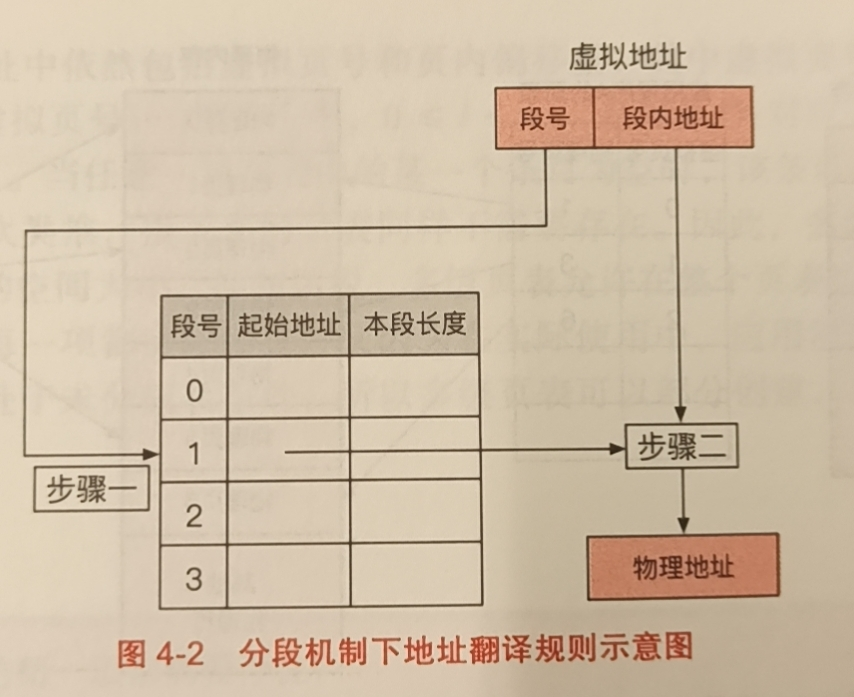 虚拟地址
段号 段内地址
段号 起始地址 本段长度
0
1
步骤二
步骤一
2
3
物理地址
图 4-2 分段机制下地址翻译规则示意图